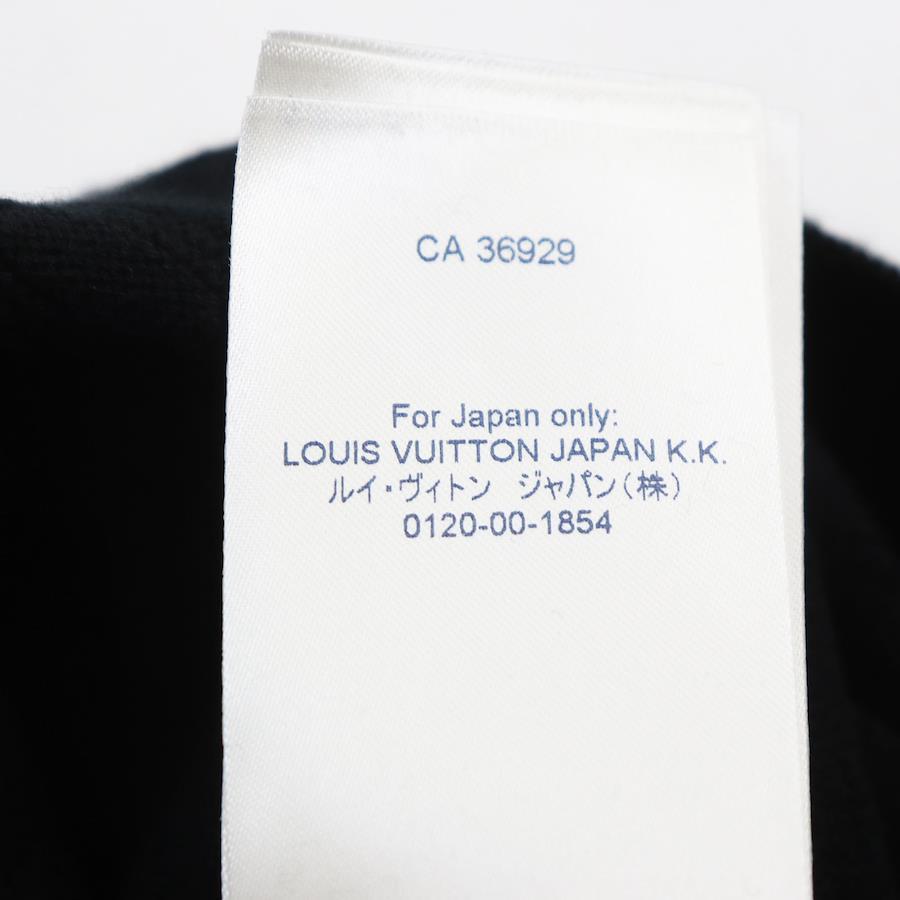 CA 36929
For Japan only:
LOUIS VUITTON JAPAN K.K.
ルイ・ヴィトン　ジャパン(株)
0120-00-1854